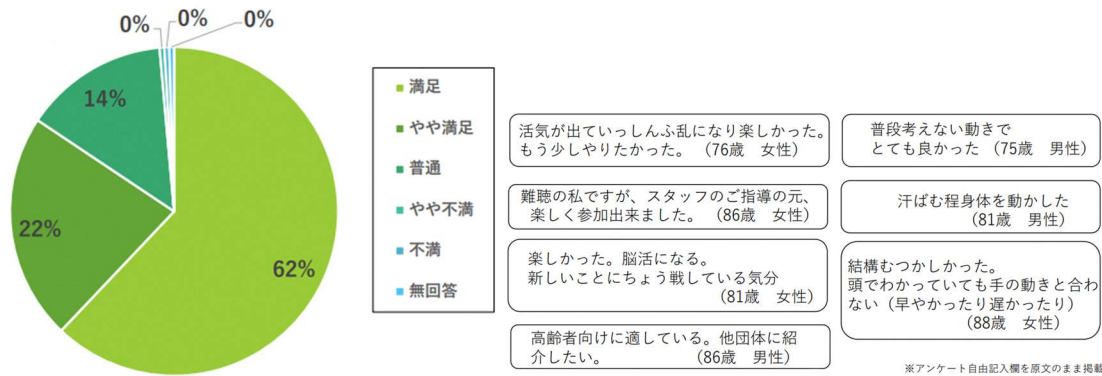 0%
0%
0%
14%
22%
62%
満足
やや満足
普通
やや不満
不満
無回答
活気が出ていっしんふ乱になり楽しかった。
もう少しやりたかった。（76歳　女性）
難聴の私ですが、スタッフのご指導の元、
楽しく参加出来ました。（86歳　女性）
楽しかった。脳活になる。
新しいことにちょう戦している気分
（81歳　女性）
高齢者向けに適している。他団体に紹
介したい。（86歳　男性）
普段考えない動きで
とても良かった（75歳　男性）
汗ばむ程身体を動かした
（81歳　男性）
結構むつかしかった。
頭でわかっていても手の動きと合わ
ない（早やかったり遅かったり）
（88歳　女性）
※アンケート自由記入欄を原文のまま掲載